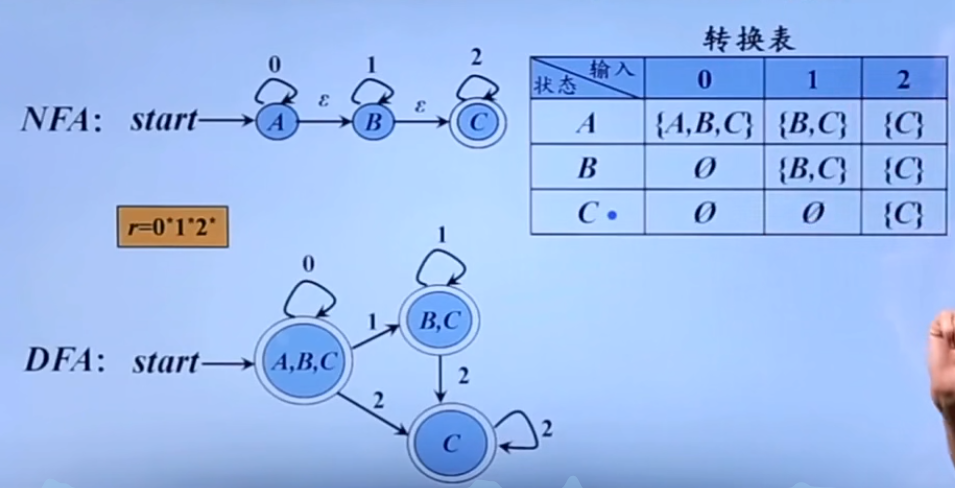 转换表
NFA: start A B C
0 1 2
ε ε
状态 输入 0 1 2
A {A,B,C} {B,C} {C}
B Ø {B,C} {C}
C Ø Ø {C}
r=0*1*2*
DFA: start A,B,C B,C C
0 1
1 2
2 2